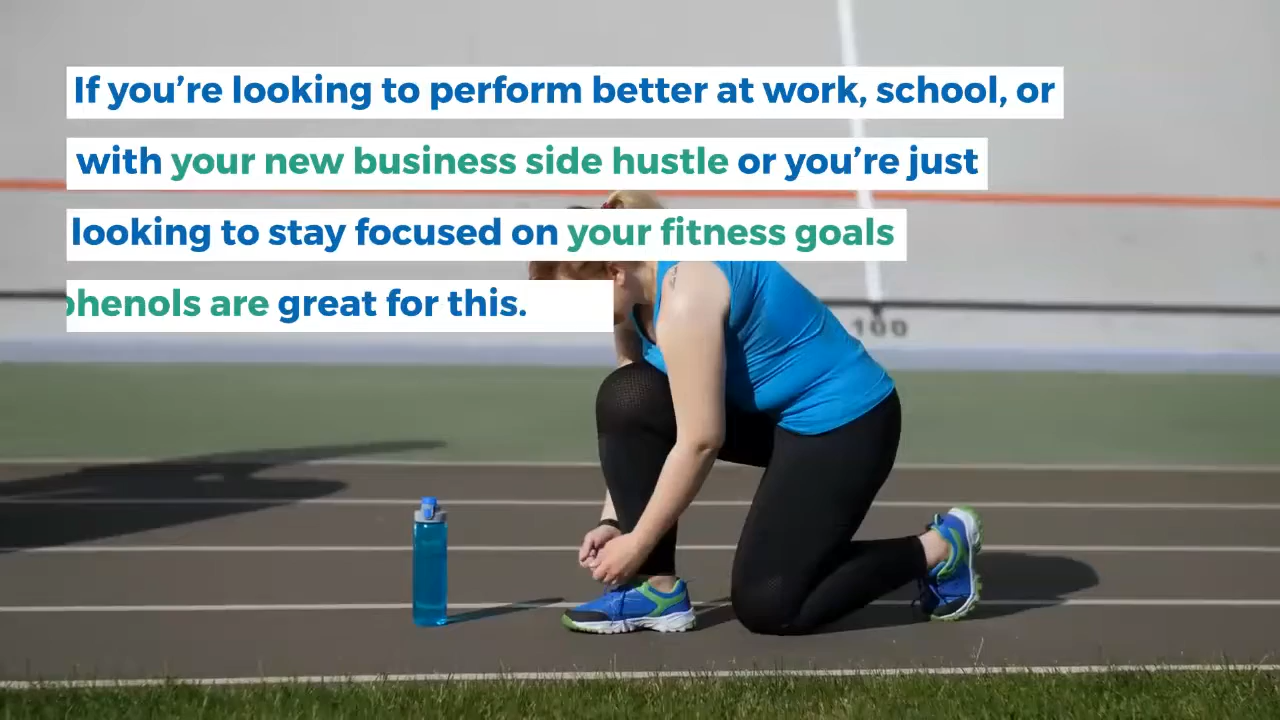 If you’re looking to perform better at work, school, or
with your new business side hustle or you’re just
looking to stay focused on your fitness goals
phenols are great for this.
100